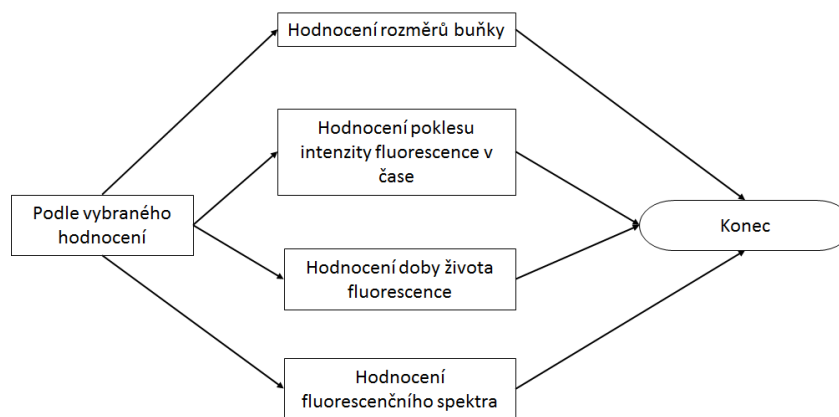 Hodnocení rozměrů buňky
Hodnocení poklesu
intenzity fluorescence v
čase
Podle vybraného
hodnocení
Konec
Hodnocení doby života
fluorescence
Hodnocení
fluorescenčního spektra